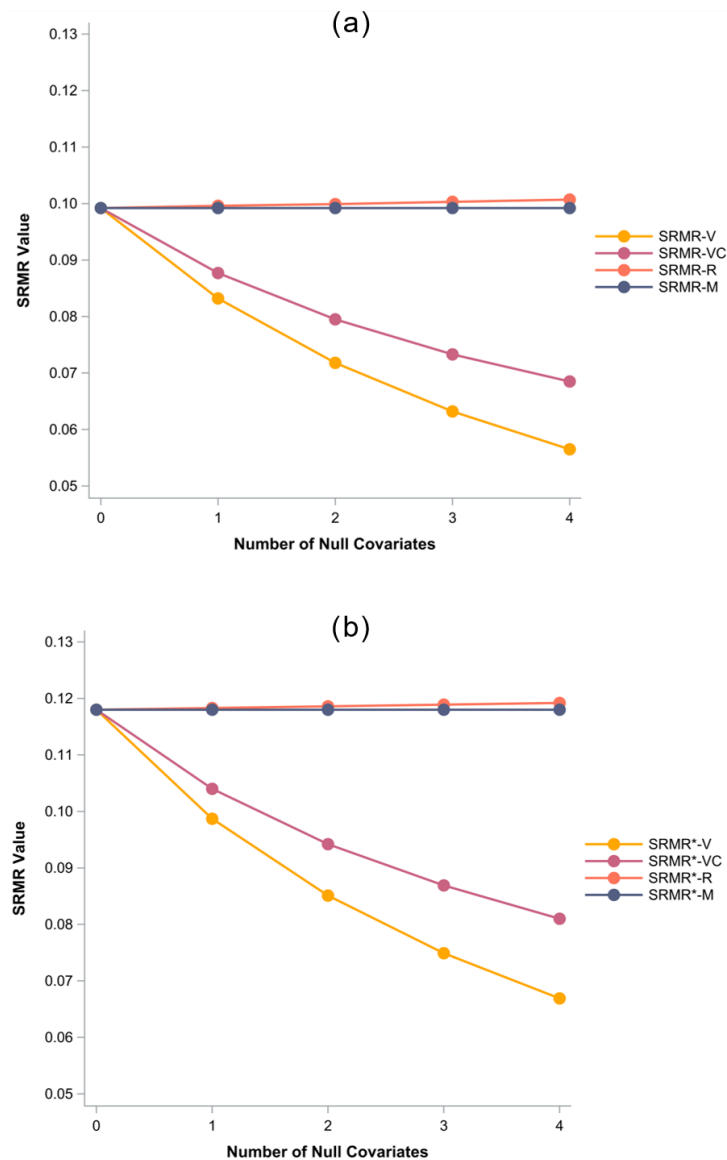 (a)
0.13
0.12
0.11
0.10
0.09
0.08
0.07
0.06
0.05
SRMR Value
0 1 2 3 4
Number of Null Covariates
SRMR-V
SRMR-VC
SRMR-R
SRMR-M
(b)
0.13
0.12
0.11
0.10
0.09
0.08
0.07
0.06
0.05
SRMR Value
0 1 2 3 4
Number of Null Covariates
SRMR*-V
SRMR*-VC
SRMR*-R
SRMR*-M